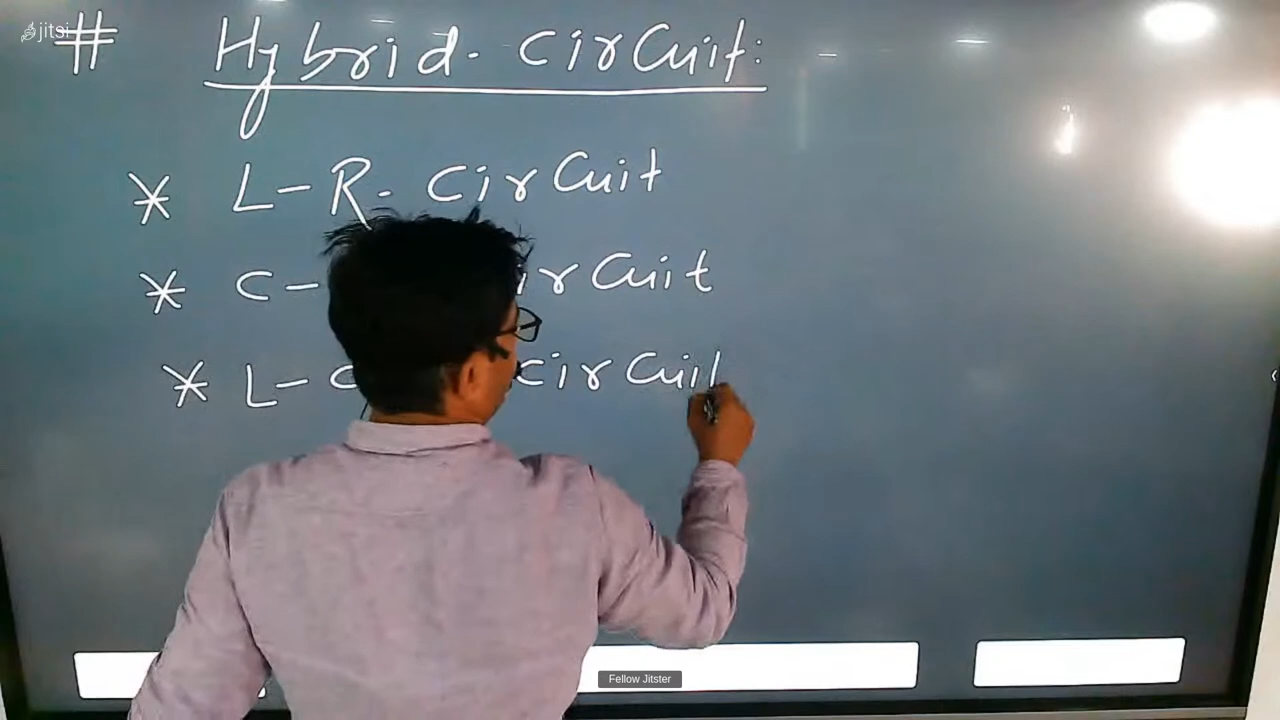 jitsi
# Hybrid- circuit:
* L-R- circuit
* C- ircuit
* L-C circuit
Fellow Jitster